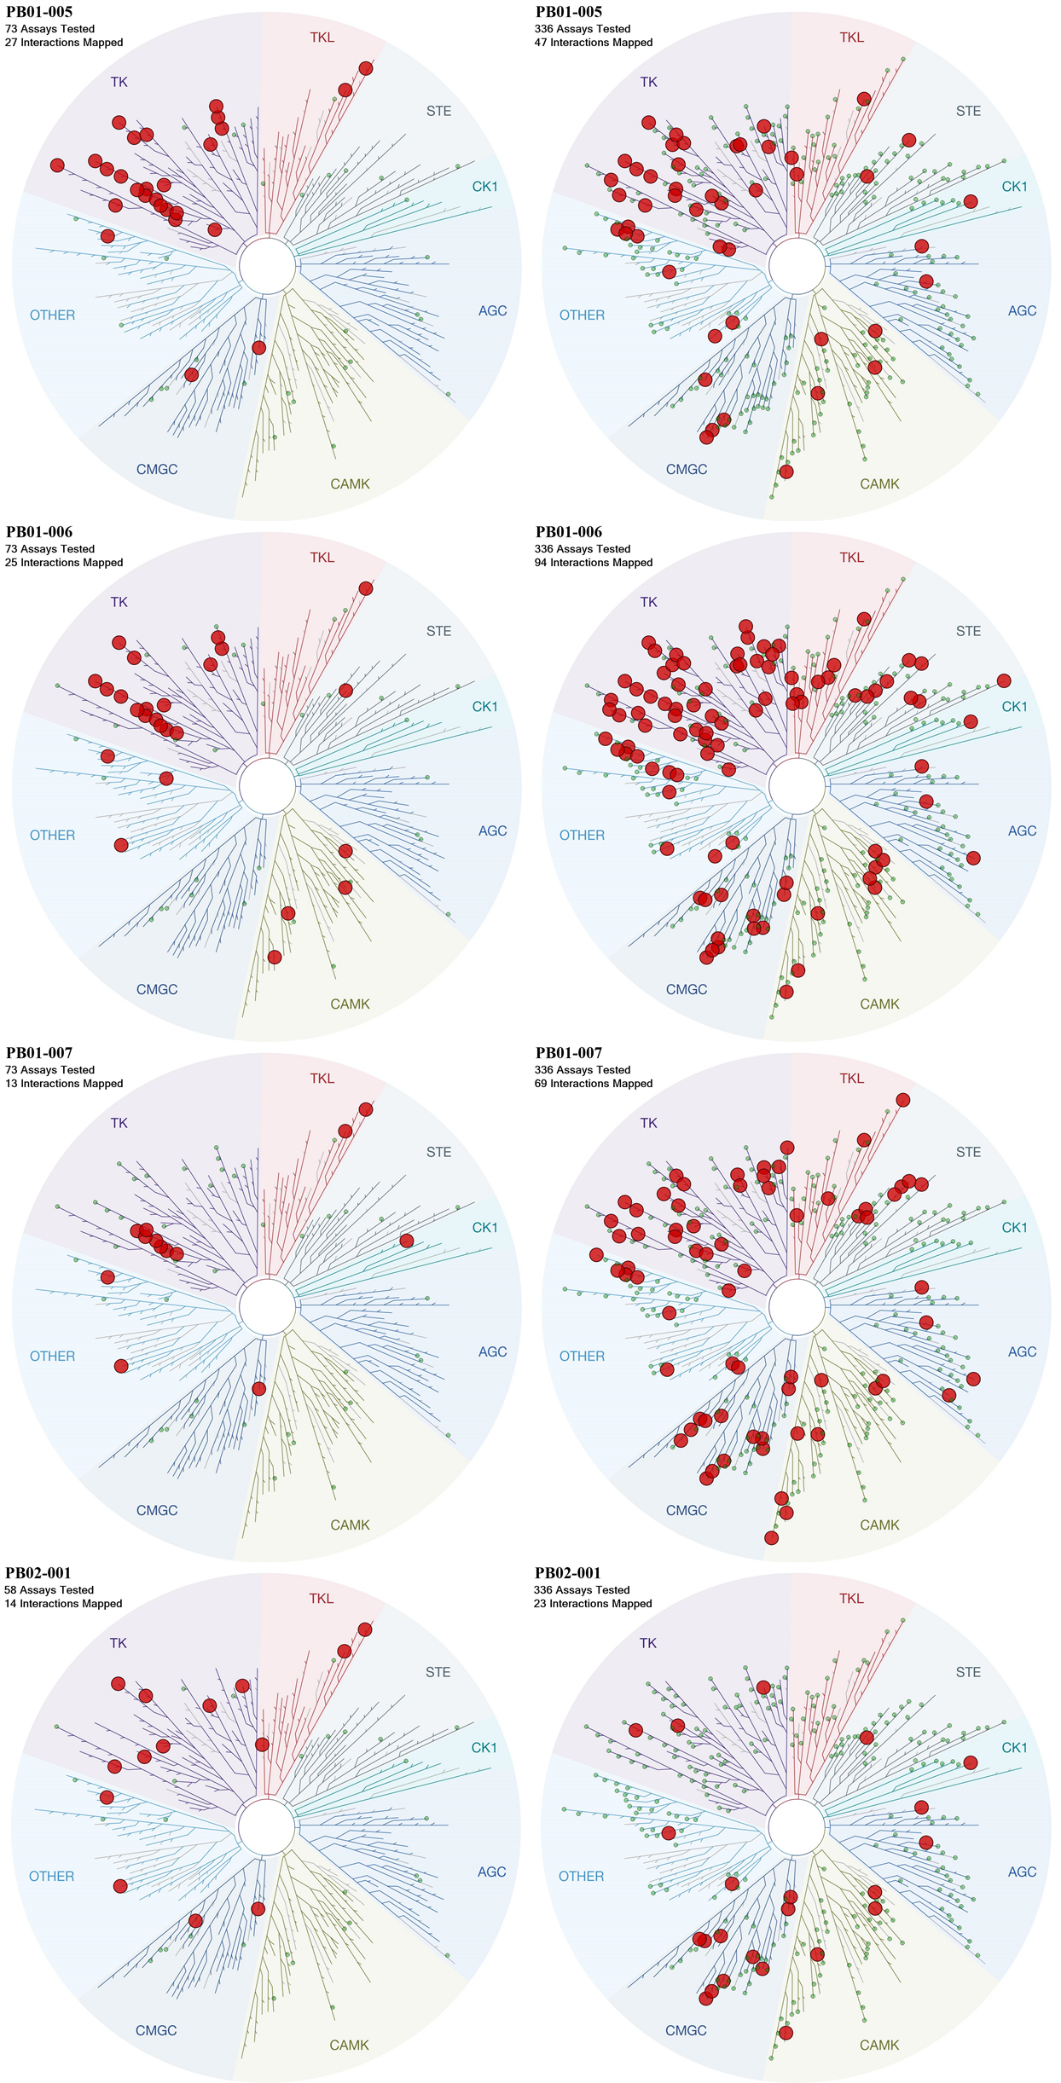 PB01-005
73 Assays Tested
27 Interactions Mapped
TKL
TK
STE
CK1
AGC
OTHER
CMGC
CAMK
PB01-005
336 Assays Tested
47 Interactions Mapped
TKL
TK
STE
CK1
AGC
OTHER
CMGC
CAMK
PB01-006
73 Assays Tested
25 Interactions Mapped
TKL
TK
STE
CK1
AGC
OTHER
CMGC
CAMK
PB01-006
336 Assays Tested
94 Interactions Mapped
TKL
TK
STE
CK1
AGC
OTHER
CMGC
CAMK
PB01-007
73 Assays Tested
13 Interactions Mapped
TKL
TK
STE
CK1
AGC
OTHER
CMGC
CAMK
PB01-007
336 Assays Tested
69 Interactions Mapped
TKL
TK
STE
CK1
AGC
OTHER
CMGC
CAMK
PB02-001
58 Assays Tested
14 Interactions Mapped
TKL
TK
STE
CK1
AGC
OTHER
CMGC
CAMK
PB02-001
336 Assays Tested
23 Interactions Mapped
TKL
TK
STE
CK1
AGC
OTHER
CMGC
CAMK